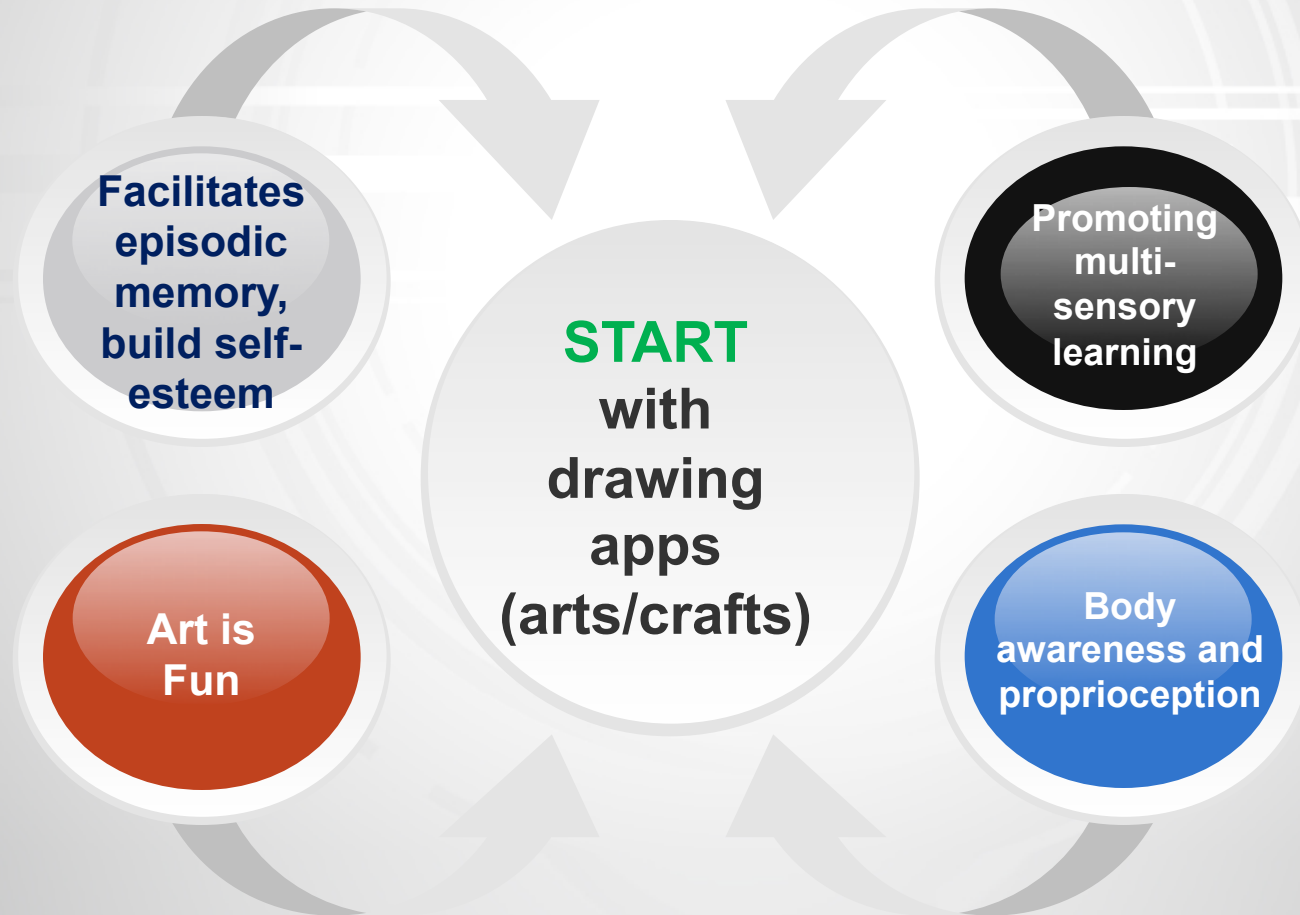 Facilitates
episodic
memory,
build self-
esteem
Art is
Fun
START
with
drawing
apps
(arts/crafts)
Promoting
multi-
sensory
learning
Body
awareness and
proprioception